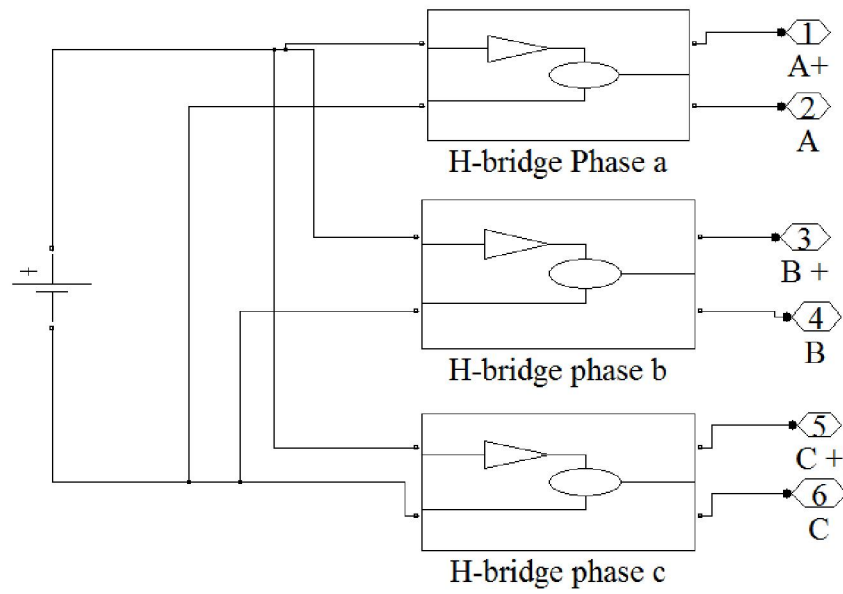 1
A+
2
A
H-bridge Phase a
3
B +
4
B
H-bridge phase b
+
5
C +
6
C
H-bridge phase c